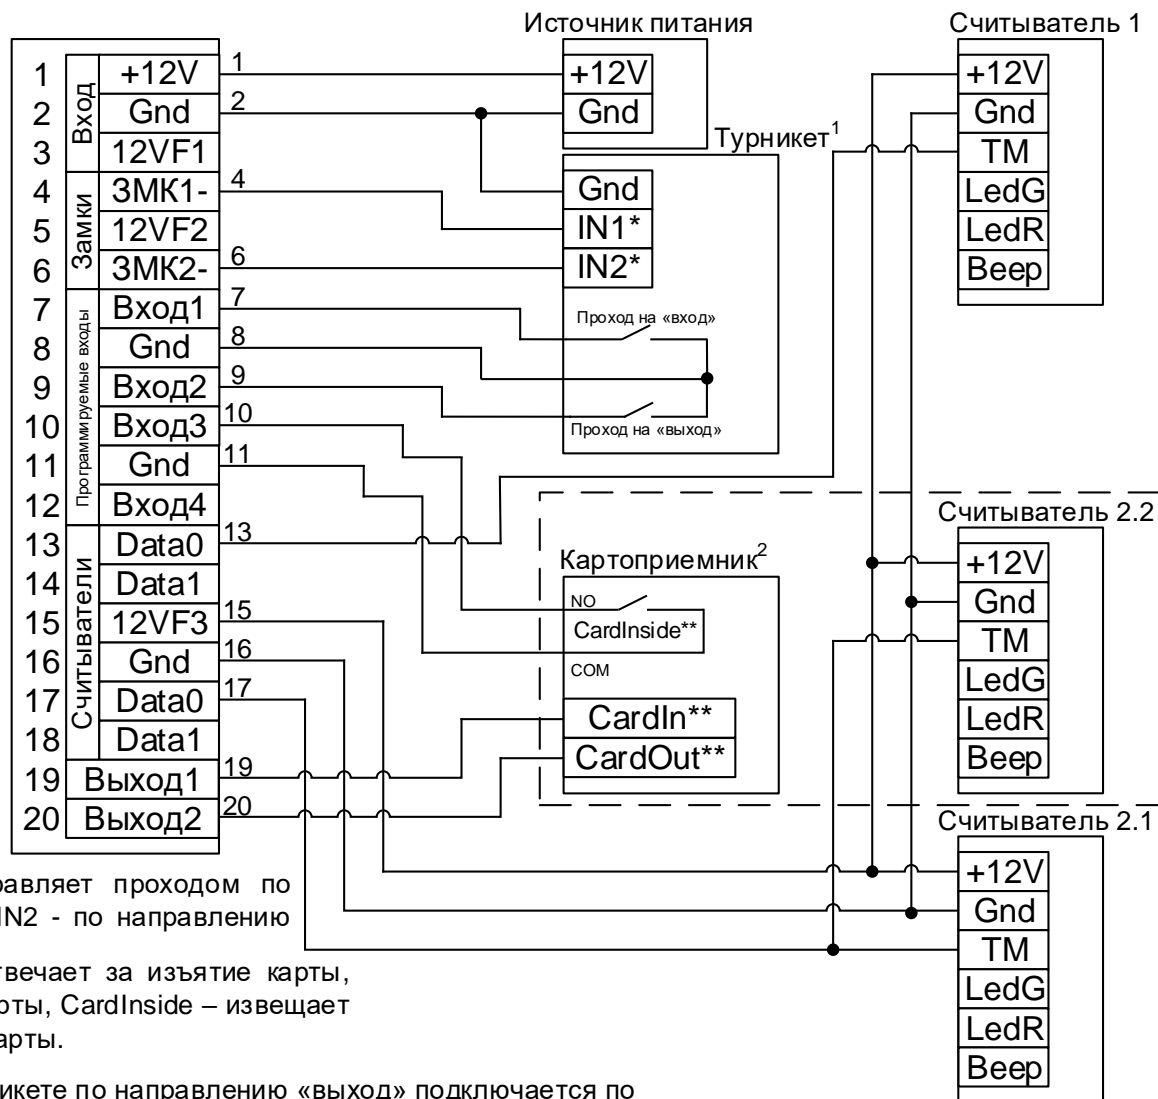 Источник питания
+12V
Gnd
Считыватель 1
+12V
Gnd
TM
LedG
LedR
Beep
1 Вход +12V 1
2 Gnd 2
3 12VF1
4 Замки ЗМК1- 4
5 12VF2
6 ЗМК2- 6
7 Программируемые входы Вход1 7
8 Gnd 8
9 Вход2 9
10 Вход3 10
11 Gnd 11
12 Вход4
13 Считыватели Data0 13
14 Data1
15 12VF3 15
16 Gnd 16
17 Data0 17
18 Data1
19 Выход1 19
20 Выход2 20
Турникет1
Gnd
IN1*
IN2*
Проход на «вход»
Проход на «выход»
Картоприемник2
NO
CardInside**
COM
CardIn**
CardOut**
Считыватель 2.2
+12V
Gnd
TM
LedG
LedR
Beep
Считыватель 2.1
+12V
Gnd
TM
LedG
LedR
Beep
равляет проходом по
IN2 - по направлению
твечает за изъятие карты,
рты, CardInside – извещает
арты.
икете по направлению «выход» подключается по